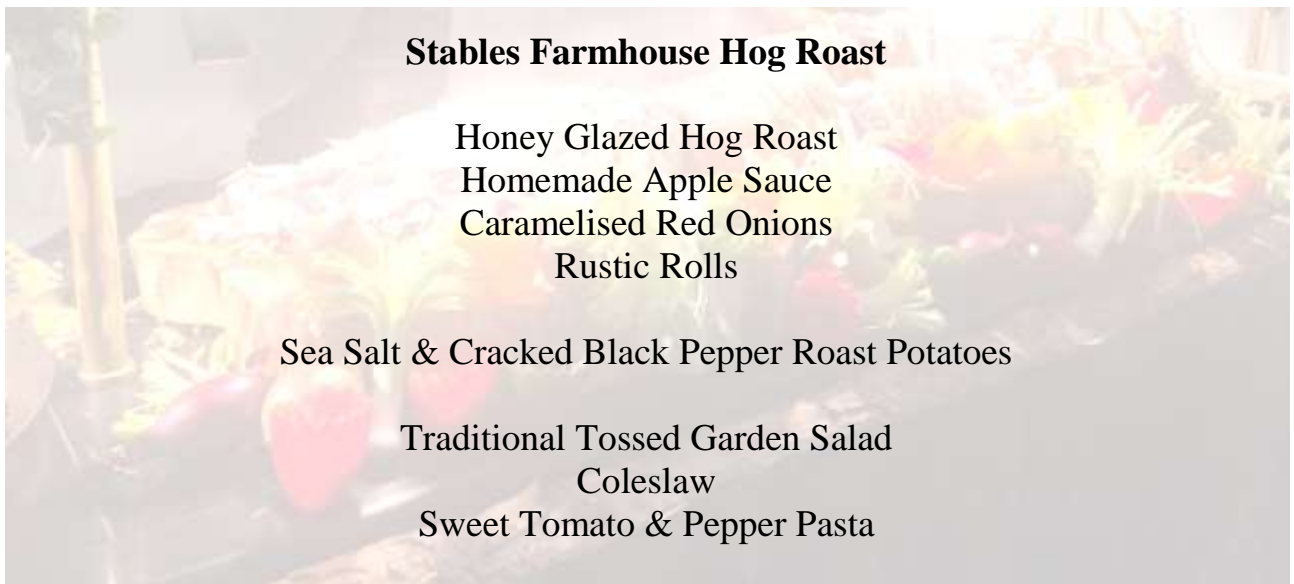 Stables Farmhouse Hog Roast
Honey Glazed Hog Roast
Homemade Apple Sauce
Caramelised Red Onions
Rustic Rolls
Sea Salt & Cracked Black Pepper Roast Potatoes
Traditional Tossed Garden Salad
Coleslaw
Sweet Tomato & Pepper Pasta